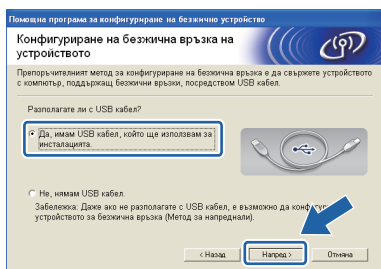 Помощна програма за конфигуриране на безжично устройство
Конфигуриране на безжична връзка на
устройството
Препоръчителният метод за конфигуриране на безжична връзка е да свържете устройството
с компютър, поддържащ безжични връзки, посредством USB кабел.
Разполагате ли с USB кабел?
Да, имам USB кабел, който ще използвам за
инсталацията.
Не, нямам USB кабел.
Забележка: Даже ако не разполагате с USB кабел, е възможно да
устройството за безжична връзка (Метод за напреднали).
< Назад
Напред >
Отмяна